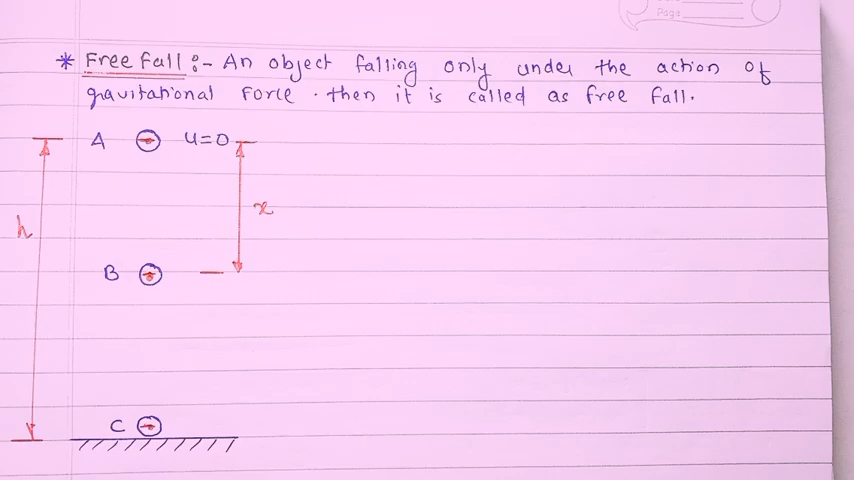 * Free Fall :- An object falling only under the action of
gravitational Force. then it is called as free fall.
A u=0
x
h
B
C
Page